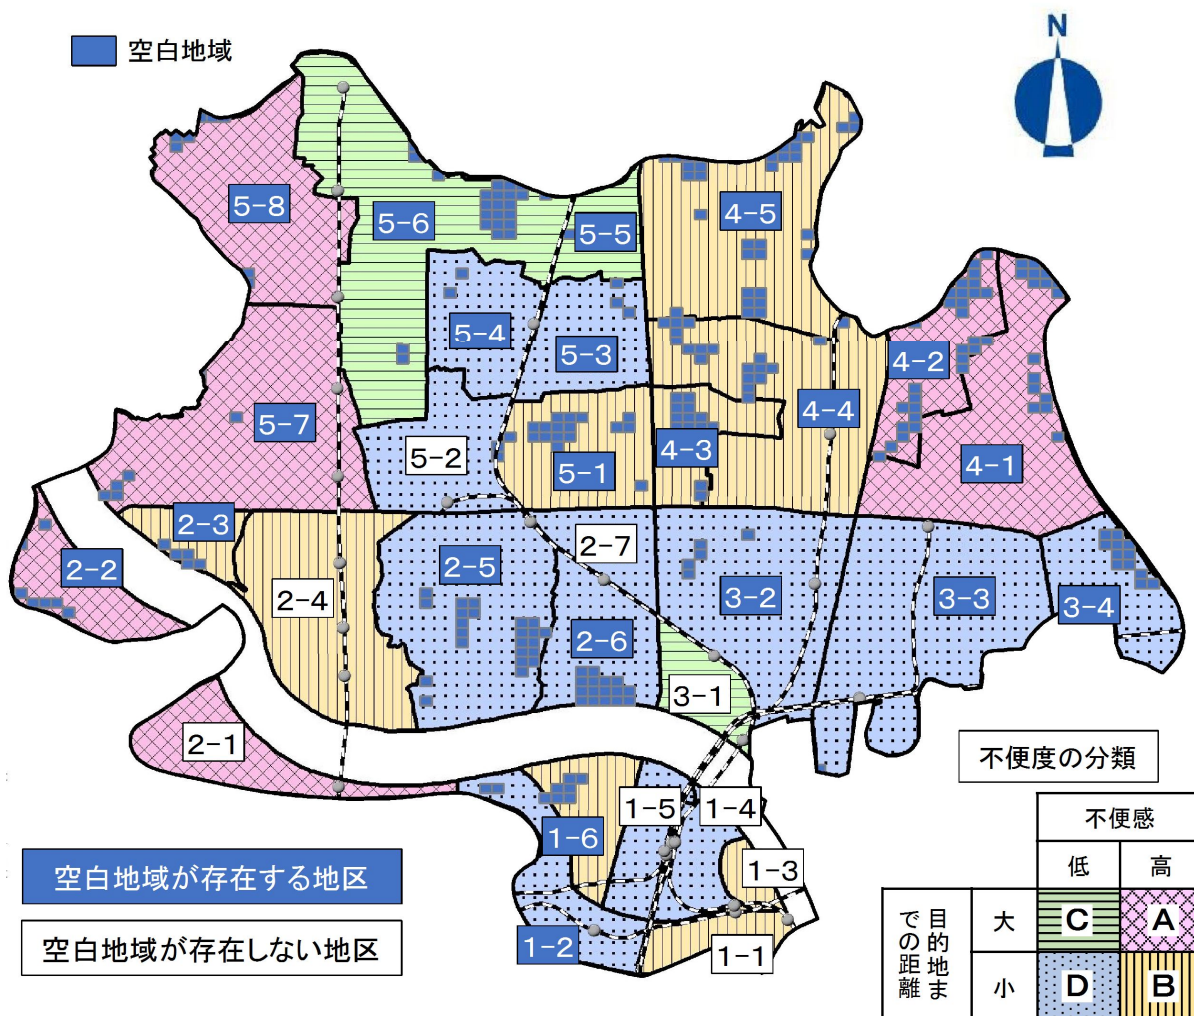 N
空白地域
5-8
5-6
5-5
4-5
5-4
5-3
4-2
5-7
5-2
5-1
4-3
4-4
4-1
2-3
2-2
2-4
2-5
2-7
2-6
3-2
3-3
3-4
3-1
2-1
不便度の分類
1-5
1-4
1-6
1-3
1-2
1-1
空白地域が存在する地区
空白地域が存在しない地区
不便感
低
高
目的地ま
での距離
大
C
A
小
D
B